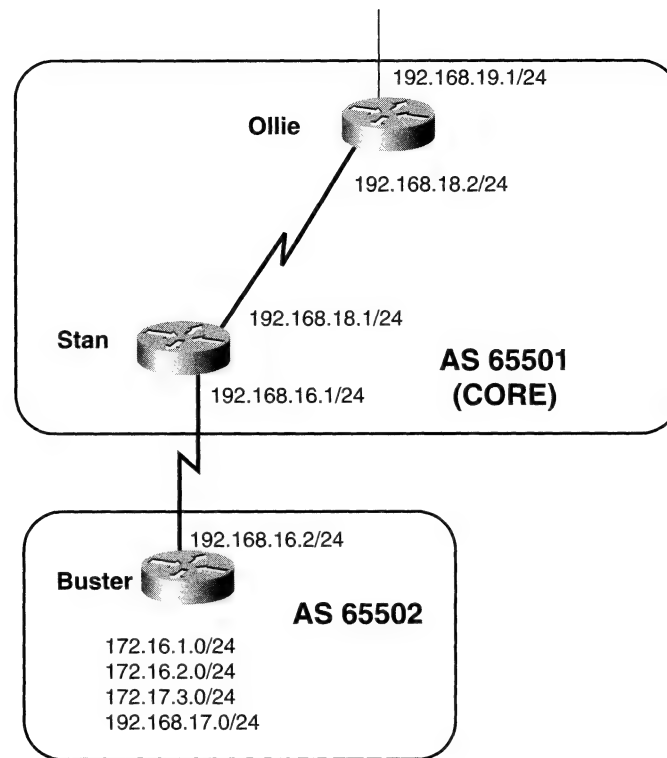 192.168.19.1/24
Ollie
192.168.18.2/24
192.168.18.1/24
Stan
AS 65501
(CORE)
192.168.16.1/24
192.168.16.2/24
Buster
AS 65502
172.16.1.0/24
172.16.2.0/24
172.17.3.0/24
192.168.17.0/24